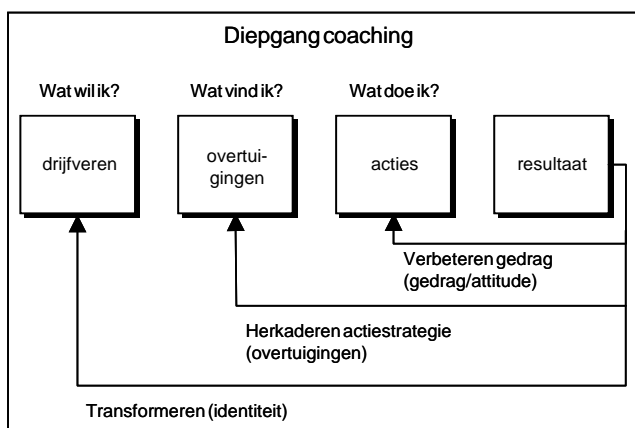 Diepgang coaching
Wat wil ik?
Wat vind ik?
Wat doe ik?
drijfveren
overtui-
gingen
acties
resultaat
Verbeteren gedrag
(gedrag/attitude)
Herkaderen actiestrategie
(overtuigingen)
Transformeren (identiteit)